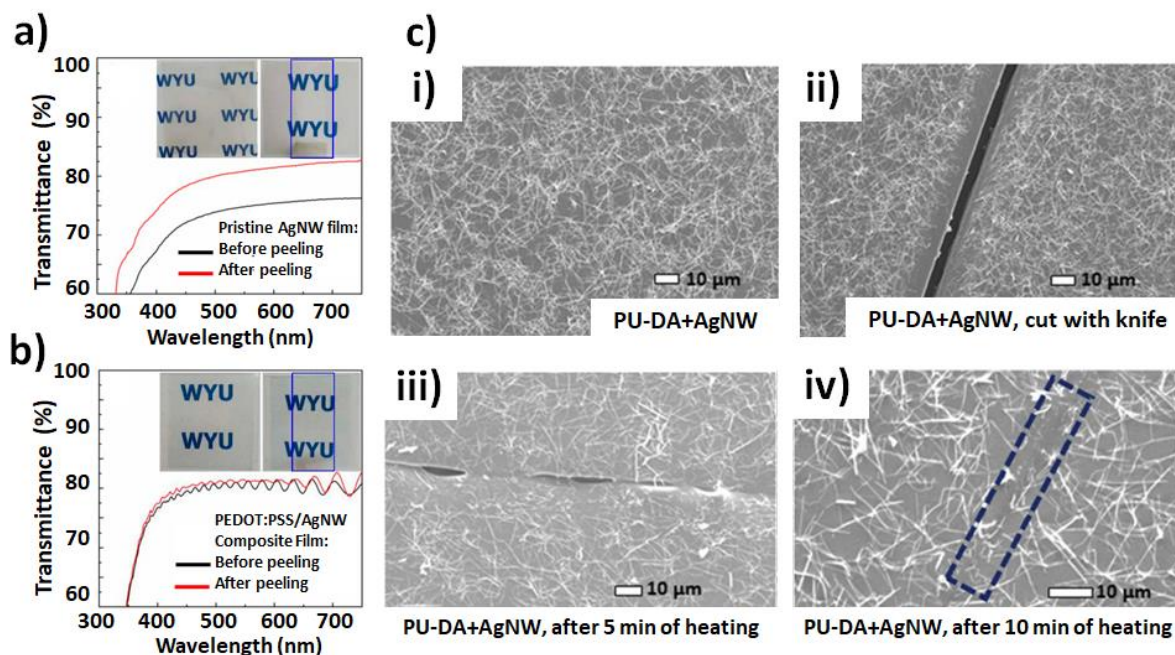 a)
100
90
80
70
60
Transmittance (%)
WYU WYU
WYU WYU
WYU WYU
WYU
WYU
Pristine AgNW film:
Before peeling
After peeling
300 400 500 600 700
Wavelength (nm)
b)
100
90
80
70
60
Transmittance (%)
WYU
WYU
WYU
WYU
PEDOT:PSS/AgNW
Composite Film:
Before peeling
After peeling
300 400 500 600 700
Wavelength (nm)
c)
i)
10 µm
PU-DA+AgNW
ii)
10 µm
PU-DA+AgNW, cut with knife
iii)
10 µm
PU-DA+AgNW, after 5 min of heating
iv)
10 µm
PU-DA+AgNW, after 10 min of heating